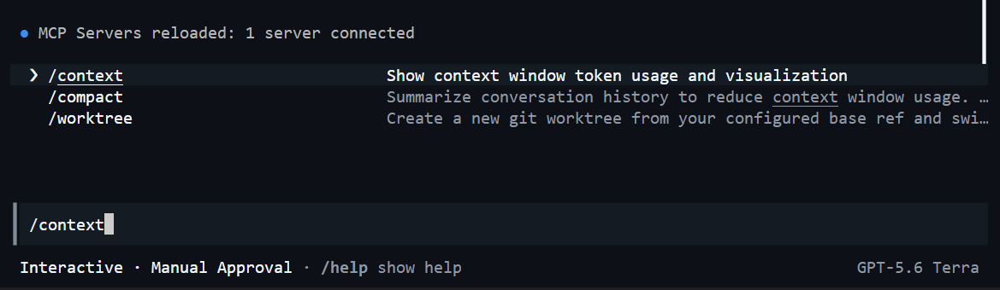 ● MCP Servers reloaded: 1 server connected
❯ /context Show context window token usage and visualization
/compact Summarize conversation history to reduce context window usage. …
/worktree Create a new git worktree from your configured base ref and swi…
/context
Interactive · Manual Approval · /help show help GPT-5.6 Terra